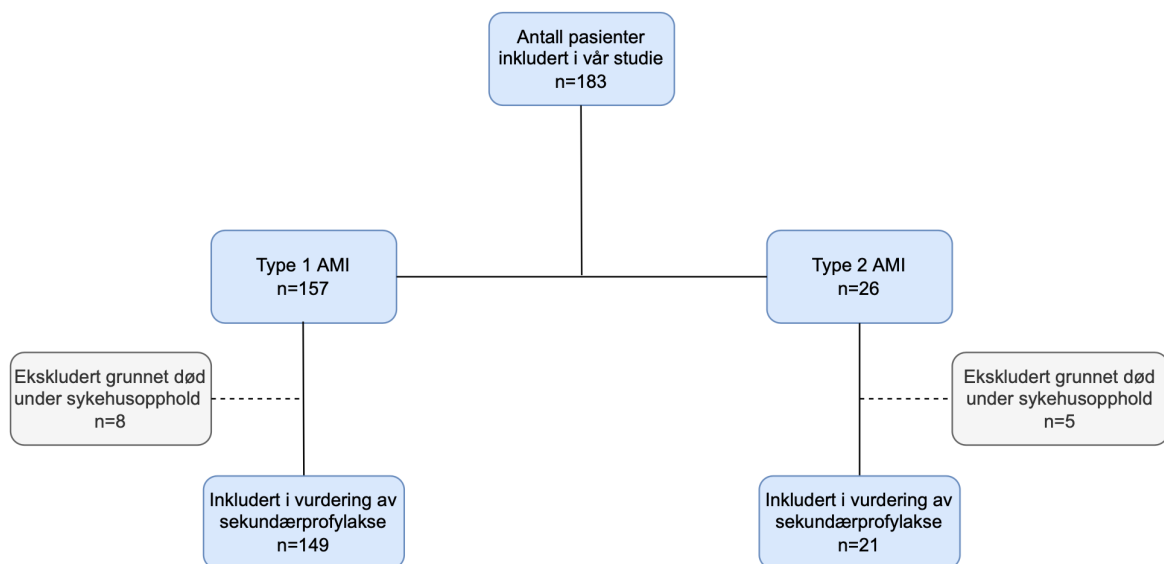 Antall pasienter
inkludert i vår studie
n=183
Type 1 AMI
n=157
Type 2 AMI
n=26
Ekskludert grunnet død
under sykehusopphold
n=8
Ekskludert grunnet død
under sykehusopphold
n=5
Inkludert i vurdering av
sekundærprofylakse
n=149
Inkludert i vurdering av
sekundærprofylakse
n=21